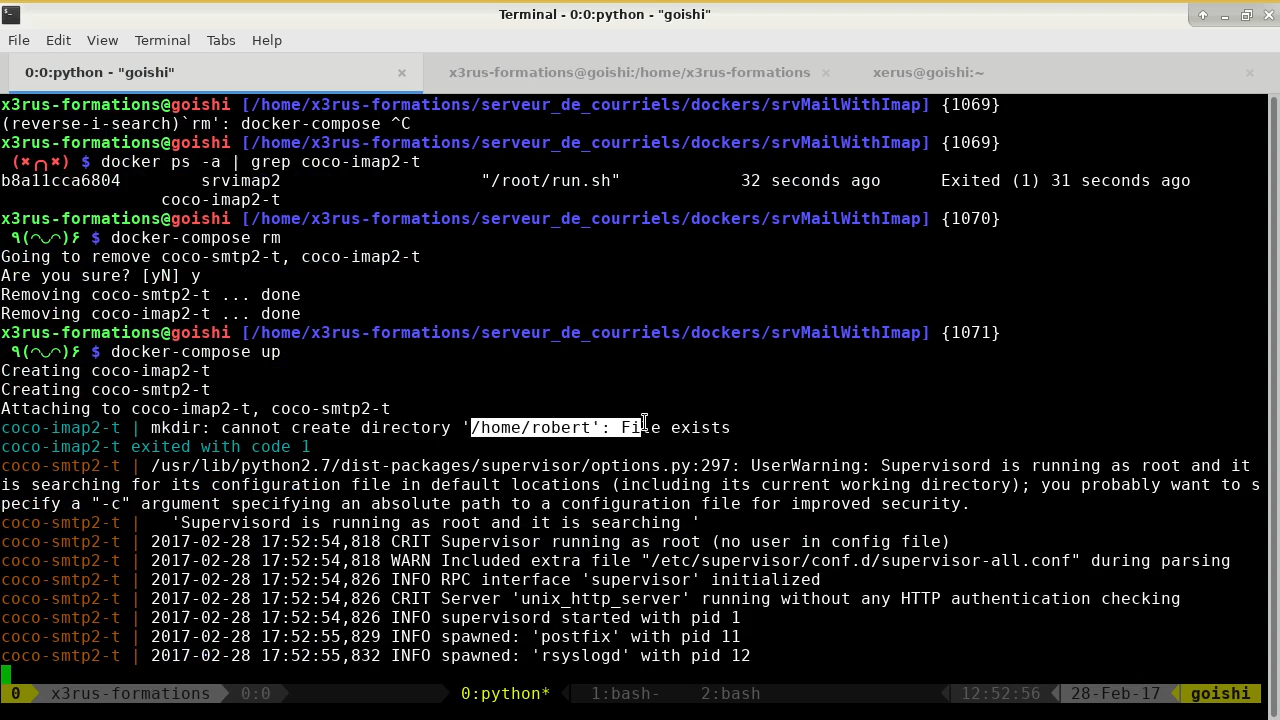 Terminal - 0:0:python - "goishi"
File Edit View Terminal Tabs Help
0:0:python - "goishi" x3rus-formations@goishi:/home/x3rus-formations xerus@goishi:~
x3rus-formations@goishi [/home/x3rus-formations/serveur_de_courriels/dockers/srvMailWithImap] {1069}
(reverse-i-search)`rm': docker-compose ^C
x3rus-formations@goishi [/home/x3rus-formations/serveur_de_courriels/dockers/srvMailWithImap] {1069}
(✖╭╮✖) $ docker ps -a | grep coco-imap2-t
b8a11cca6804 srvimap2 "/root/run.sh" 32 seconds ago Exited (1) 31 seconds ago
coco-imap2-t
x3rus-formations@goishi [/home/x3rus-formations/serveur_de_courriels/dockers/srvMailWithImap] {1070}
٩(◠◡◠)۶ $ docker-compose rm
Going to remove coco-smtp2-t, coco-imap2-t
Are you sure? [yN] y
Removing coco-smtp2-t ... done
Removing coco-imap2-t ... done
x3rus-formations@goishi [/home/x3rus-formations/serveur_de_courriels/dockers/srvMailWithImap] {1071}
٩(◠◡◠)۶ $ docker-compose up
Creating coco-imap2-t
Creating coco-smtp2-t
Attaching to coco-imap2-t, coco-smtp2-t
coco-imap2-t | mkdir: cannot create directory '/home/robert': File exists
coco-imap2-t exited with code 1
coco-smtp2-t | /usr/lib/python2.7/dist-packages/supervisor/options.py:297: UserWarning: Supervisord is running as root and it
is searching for its configuration file in default locations (including its current working directory); you probably want to s
pecify a "-c" argument specifying an absolute path to a configuration file for improved security.
coco-smtp2-t | 'Supervisord is running as root and it is searching '
coco-smtp2-t | 2017-02-28 17:52:54,818 CRIT Supervisor running as root (no user in config file)
coco-smtp2-t | 2017-02-28 17:52:54,818 WARN Included extra file "/etc/supervisor/conf.d/supervisor-all.conf" during parsing
coco-smtp2-t | 2017-02-28 17:52:54,826 INFO RPC interface 'supervisor' initialized
coco-smtp2-t | 2017-02-28 17:52:54,826 CRIT Server 'unix_http_server' running without any HTTP authentication checking
coco-smtp2-t | 2017-02-28 17:52:54,826 INFO supervisord started with pid 1
coco-smtp2-t | 2017-02-28 17:52:55,829 INFO spawned: 'postfix' with pid 11
coco-smtp2-t | 2017-02-28 17:52:55,832 INFO spawned: 'rsyslogd' with pid 12
0 x3rus-formations 0:0 0:python* 1:bash- 2:bash 12:52:56 28-Feb-17 goishi